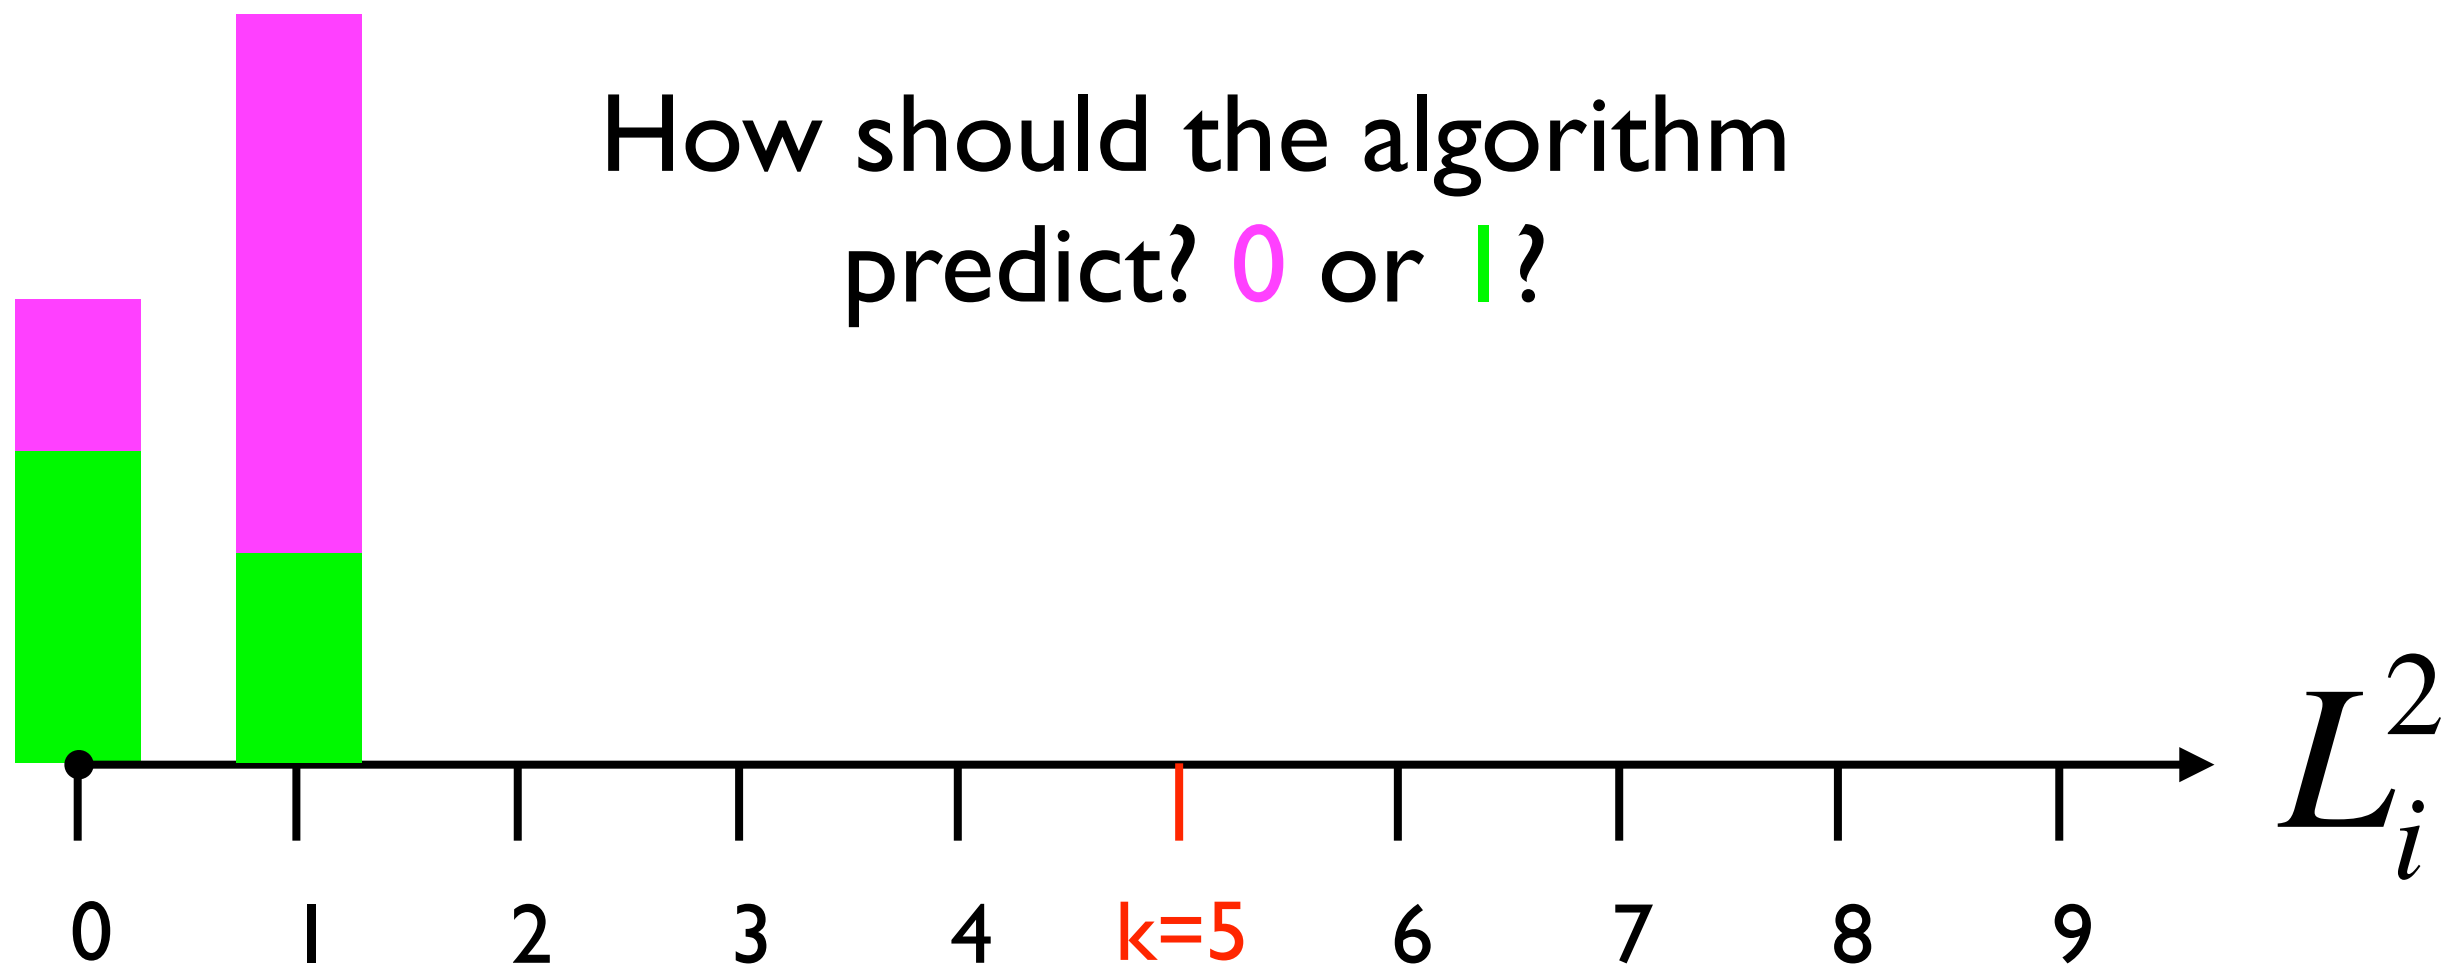 How should the algorithm
predict? 0 or 1?
L_i^2
0 1 2 3 4 k=5 6 7 8 9